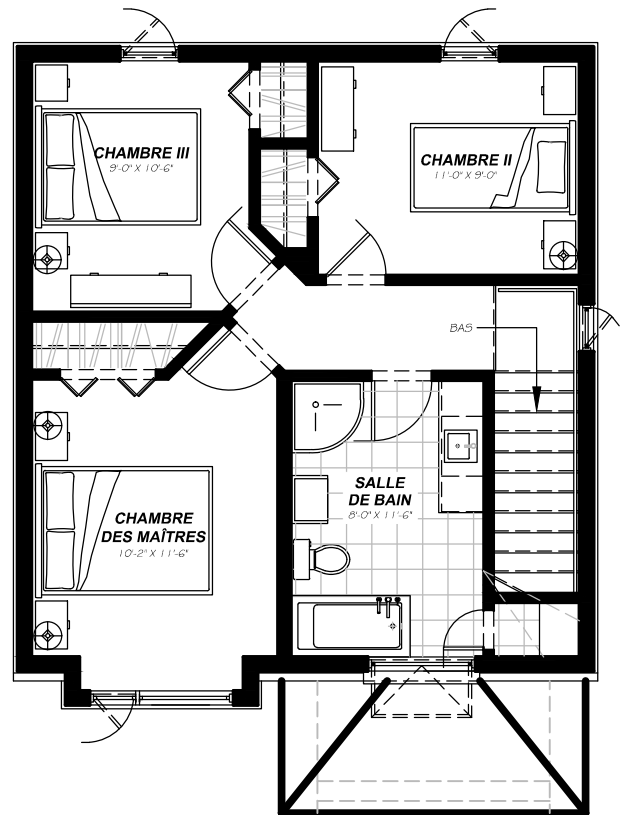 CHAMBRE III
9'-0" X 10'-6"
CHAMBRE II
11'-0" X 9'-0"
BAS
SALLE
DE BAIN
8'-0" X 11'-6"
CHAMBRE
DES MAÎTRES
10'-2" X 11'-6"